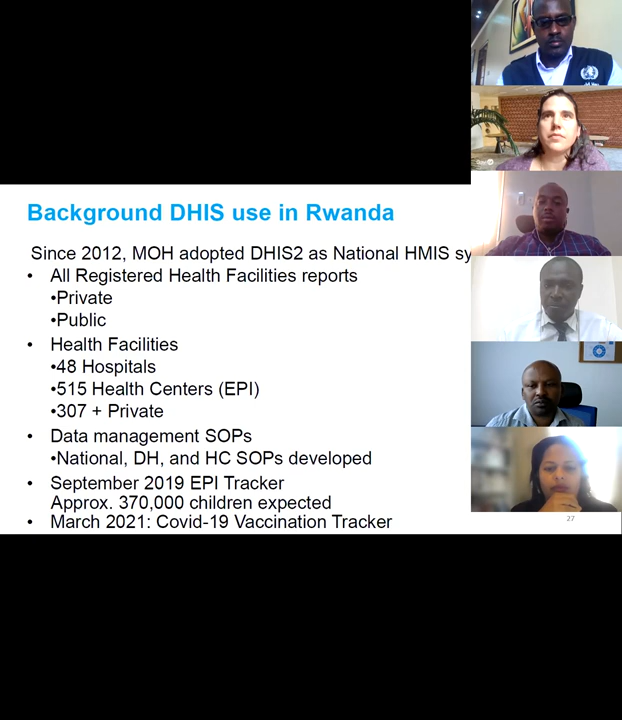 Background DHIS use in Rwanda
Since 2012, MOH adopted DHIS2 as National HMIS sy
• All Registered Health Facilities reports
•Private
•Public
• Health Facilities
•48 Hospitals
•515 Health Centers (EPI)
•307 + Private
• Data management SOPs
•National, DH, and HC SOPs developed
• September 2019 EPI Tracker
Approx. 370,000 children expected
• March 2021: Covid-19 Vaccination Tracker
27